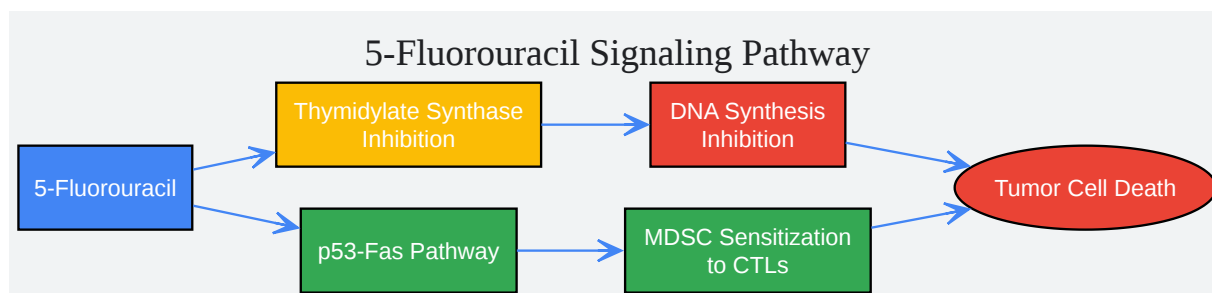 5-Fluorouracil Signaling Pathway
Thymidylate Synthase
Inhibition
DNA Synthesis
Inhibition
5-Fluorouracil
Tumor Cell Death
p53-Fas Pathway
MDSC Sensitization
to CTLs